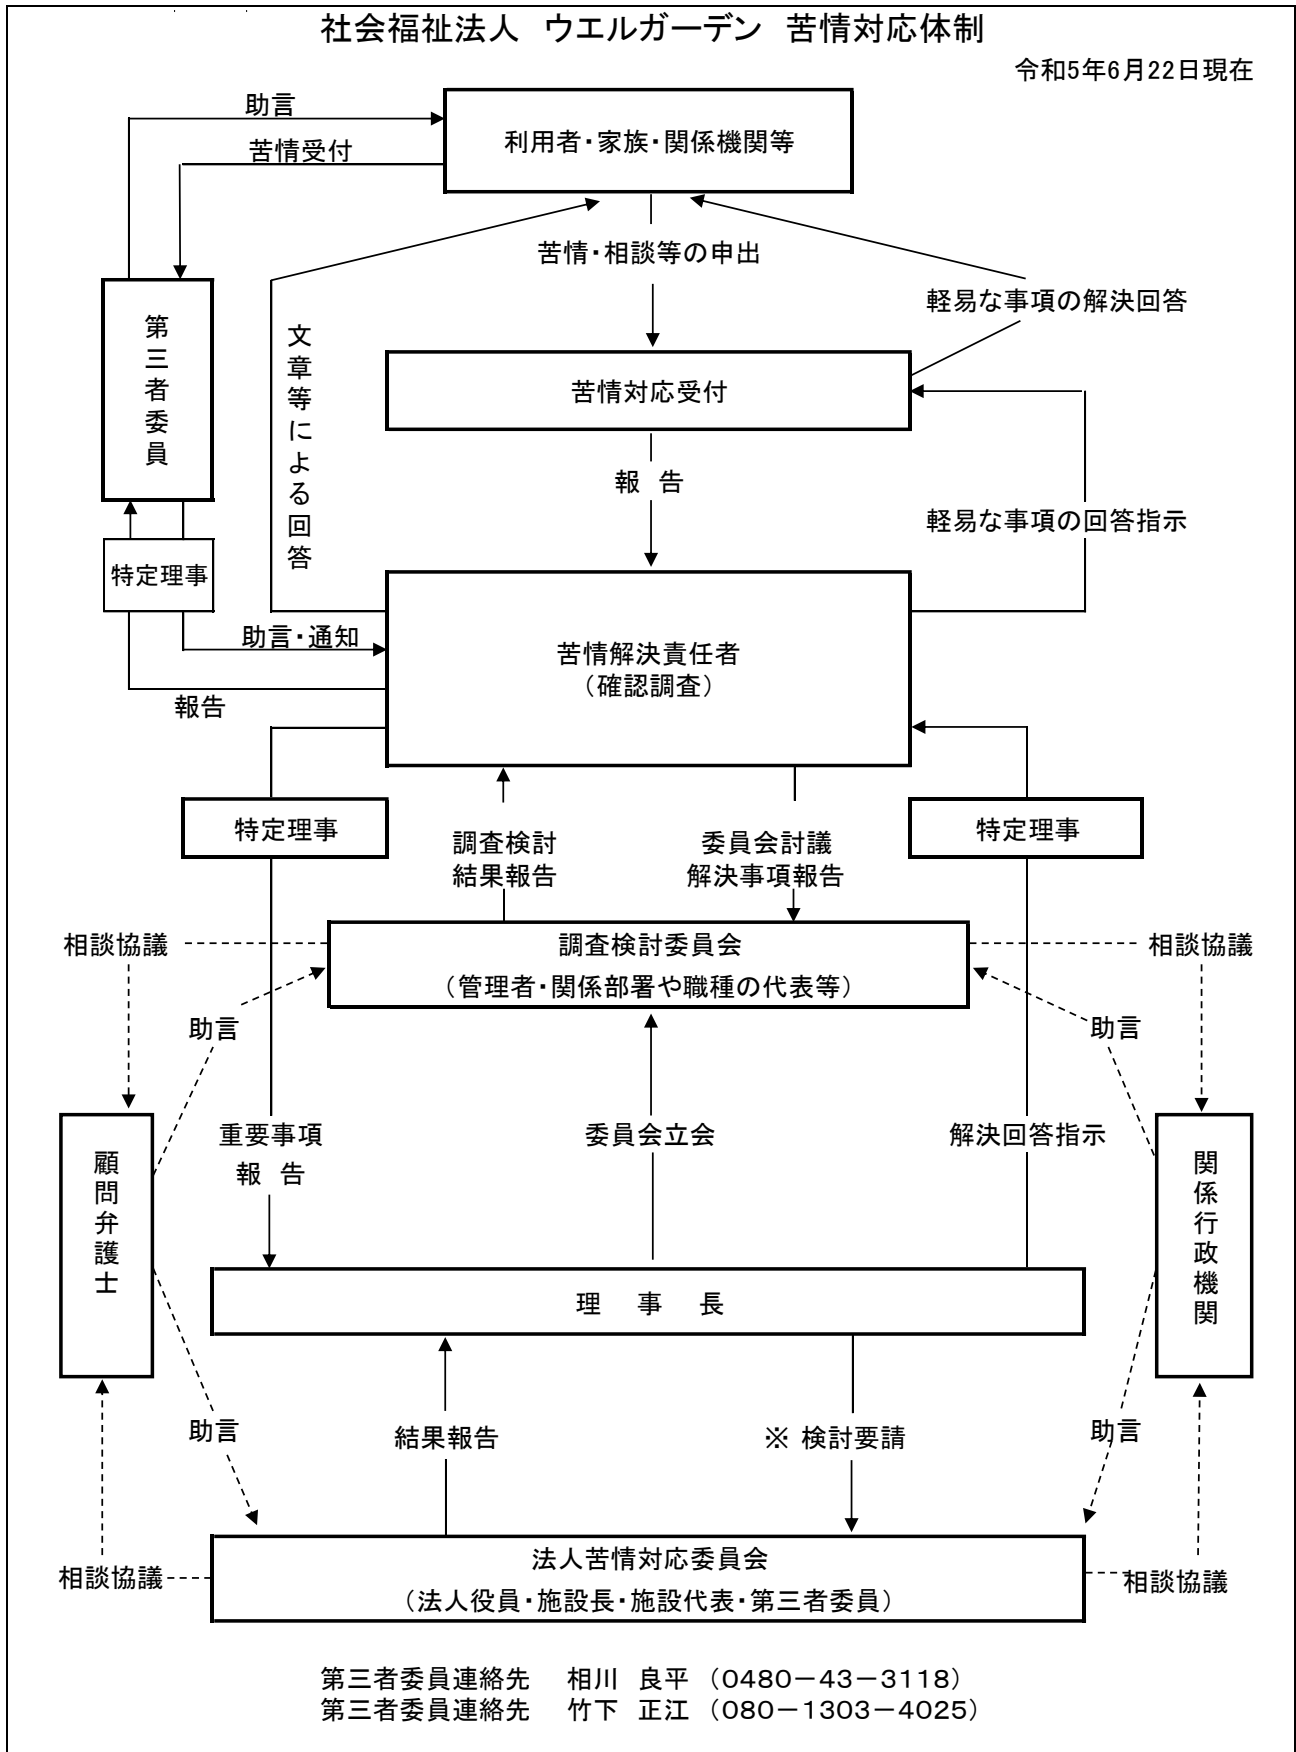 社会福祉法人　ウエルガーデン　苦情対応体制
令和5年6月22日現在
助言
利用者・家族・関係機関等
苦情受付
苦情・相談等の申出
軽易な事項の解決回答
第三者委員
文章等による回答
苦情対応受付
報　告
軽易な事項の回答指示
特定理事
助言・通知
苦情解決責任者
（確認調査）
報告
特定理事
特定理事
調査検討
結果報告
委員会討議
解決事項報告
相談協議
調査検討委員会
（管理者・関係部署や職種の代表等）
相談協議
助言
助言
顧問弁護士
重要事項
報　告
委員会立会
解決回答指示
関係行政機関
理　事　長
助言
結果報告
※ 検討要請
助言
相談協議
法人苦情対応委員会
（法人役員・施設長・施設代表・第三者委員）
相談協議
第三者委員連絡先　相川　良平　（0480－43－3118）
第三者委員連絡先　竹下　正江　（080－1303－4025）